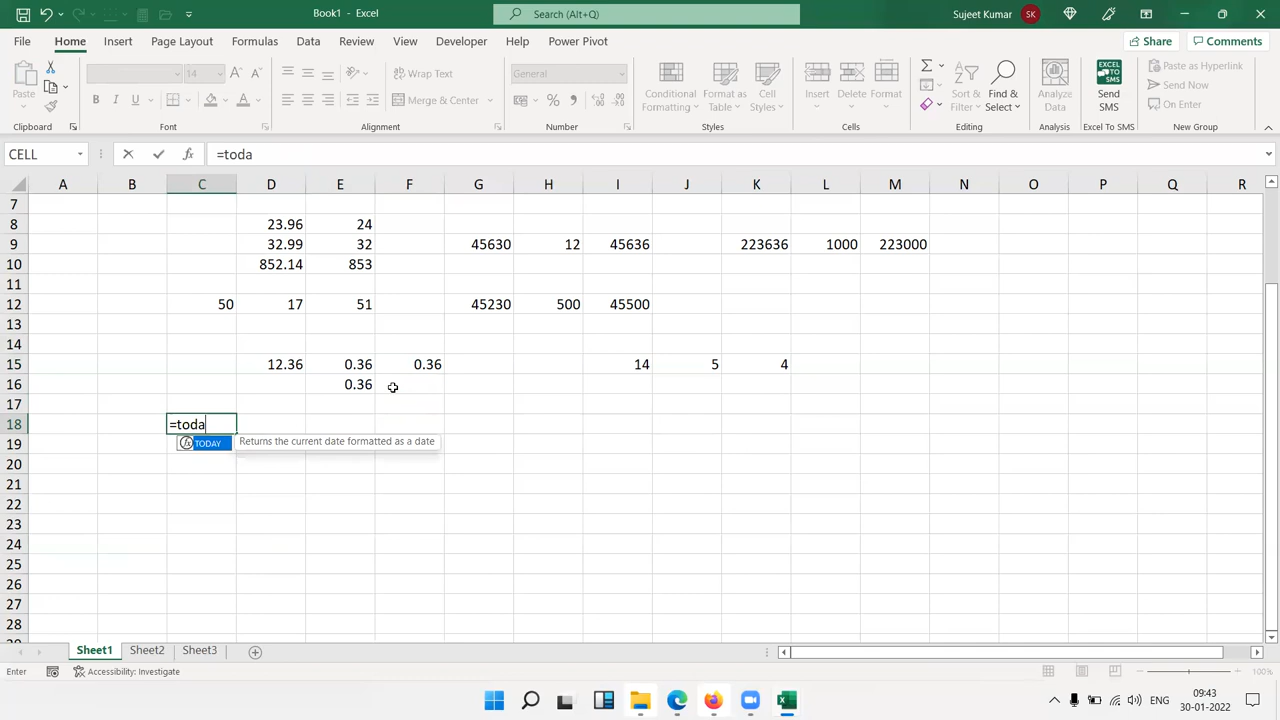 Book1 - Excel
Search (Alt+Q)
Sujeet Kumar SK
File Home Insert Page Layout Formulas Data Review View Developer Help Power Pivot
Share Comments
Paste
14
Wrap Text
Merge & Center
General
Conditional Formatting
Format as Table
Cell Styles
Insert Delete Format
Sort & Filter
Find & Select
Analyze Data
Send SMS
Paste as Hyperlink
Send Now
On Enter
Clipboard Font Alignment Number Styles Cells Editing Analysis Excel To SMS New Group
CELL =toda
A B C D E F G H I J K L M N O P Q R
7
8 23.96 24
9 32.99 32 45630 12 45636 223636 1000 223000
10 852.14 853
11
12 50 17 51 45230 500 45500
13
14
15 12.36 0.36 0.36 14 5 4
16 0.36
17
18 =toda
19 TODAY Returns the current date formatted as a date
20
21
22
23
24
25
26
27
28
Sheet1 Sheet2 Sheet3
Enter Accessibility: Investigate 100%
ENG 09:43
30-01-2022